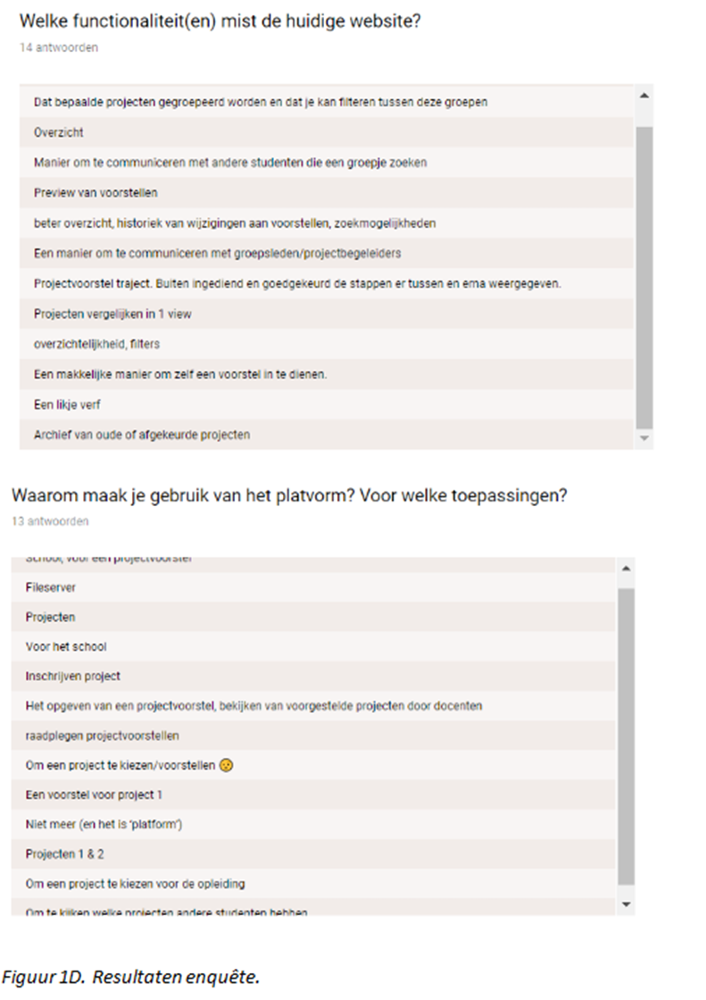 Welke functionaliteit(en) mist de huidige website?
14 antwoorden
Dat bepaalde projecten gegroepeerd worden en dat je kan filteren tussen deze groepen
Overzicht
Manier om te communiceren met andere studenten die een groepje zoeken
Preview van voorstellen
beter overzicht, historiek van wijzigingen aan voorstellen, zoekmogelijkheden
Een manier om te communiceren met groepsleden/projectbegeleiders
Projectvoorstel traject. Buiten ingediend en goedgekeurd de stappen er tussen en erna weergegeven.
Projecten vergelijken in 1 view
overzichtelijkheid, filters
Een makkelijke manier om zelf een voorstel in te dienen.
Een likje verf
Archief van oude of afgekeurde projecten
Waarom maak je gebruik van het platvorm? Voor welke toepassingen?
13 antwoorden
School, voor een projectvoorstel
Fileserver
Projecten
Voor het school
Inschrijven project
Het opgeven van een projectvoorstel, bekijken van voorgestelde projecten door docenten
raadplegen projectvoorstellen
Om een project te kiezen/voorstellen 😗
Een voorstel voor project 1
Niet meer (en het is 'platform')
Projecten 1 & 2
Om een project te kiezen voor de opleiding
Om te kijken welke projecten andere studenten hebben
Figuur 1D. Resultaten enquête.